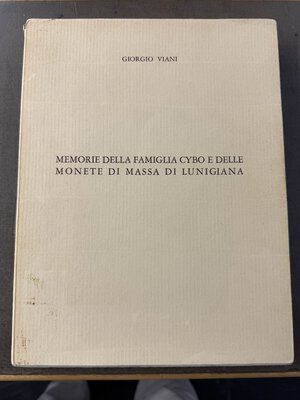 GIORGIO VIANI
MEMORIE DELLA FAMIGLIA CYBO E DELLE
MONETE DI MASSA DI LUNIGIANA